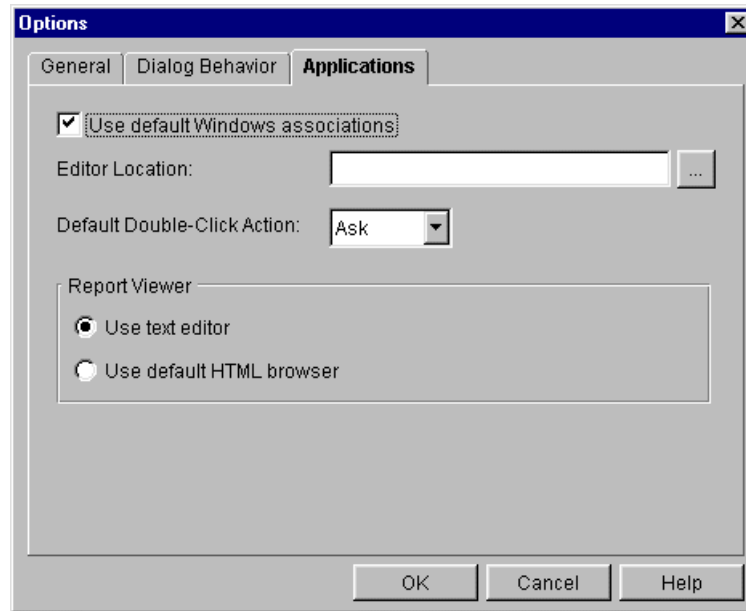 Options
General Dialog Behavior Applications
Use default Windows associations
Editor Location: ...
Default Double-Click Action: Ask
Report Viewer
Use text editor
Use default HTML browser
OK Cancel Help